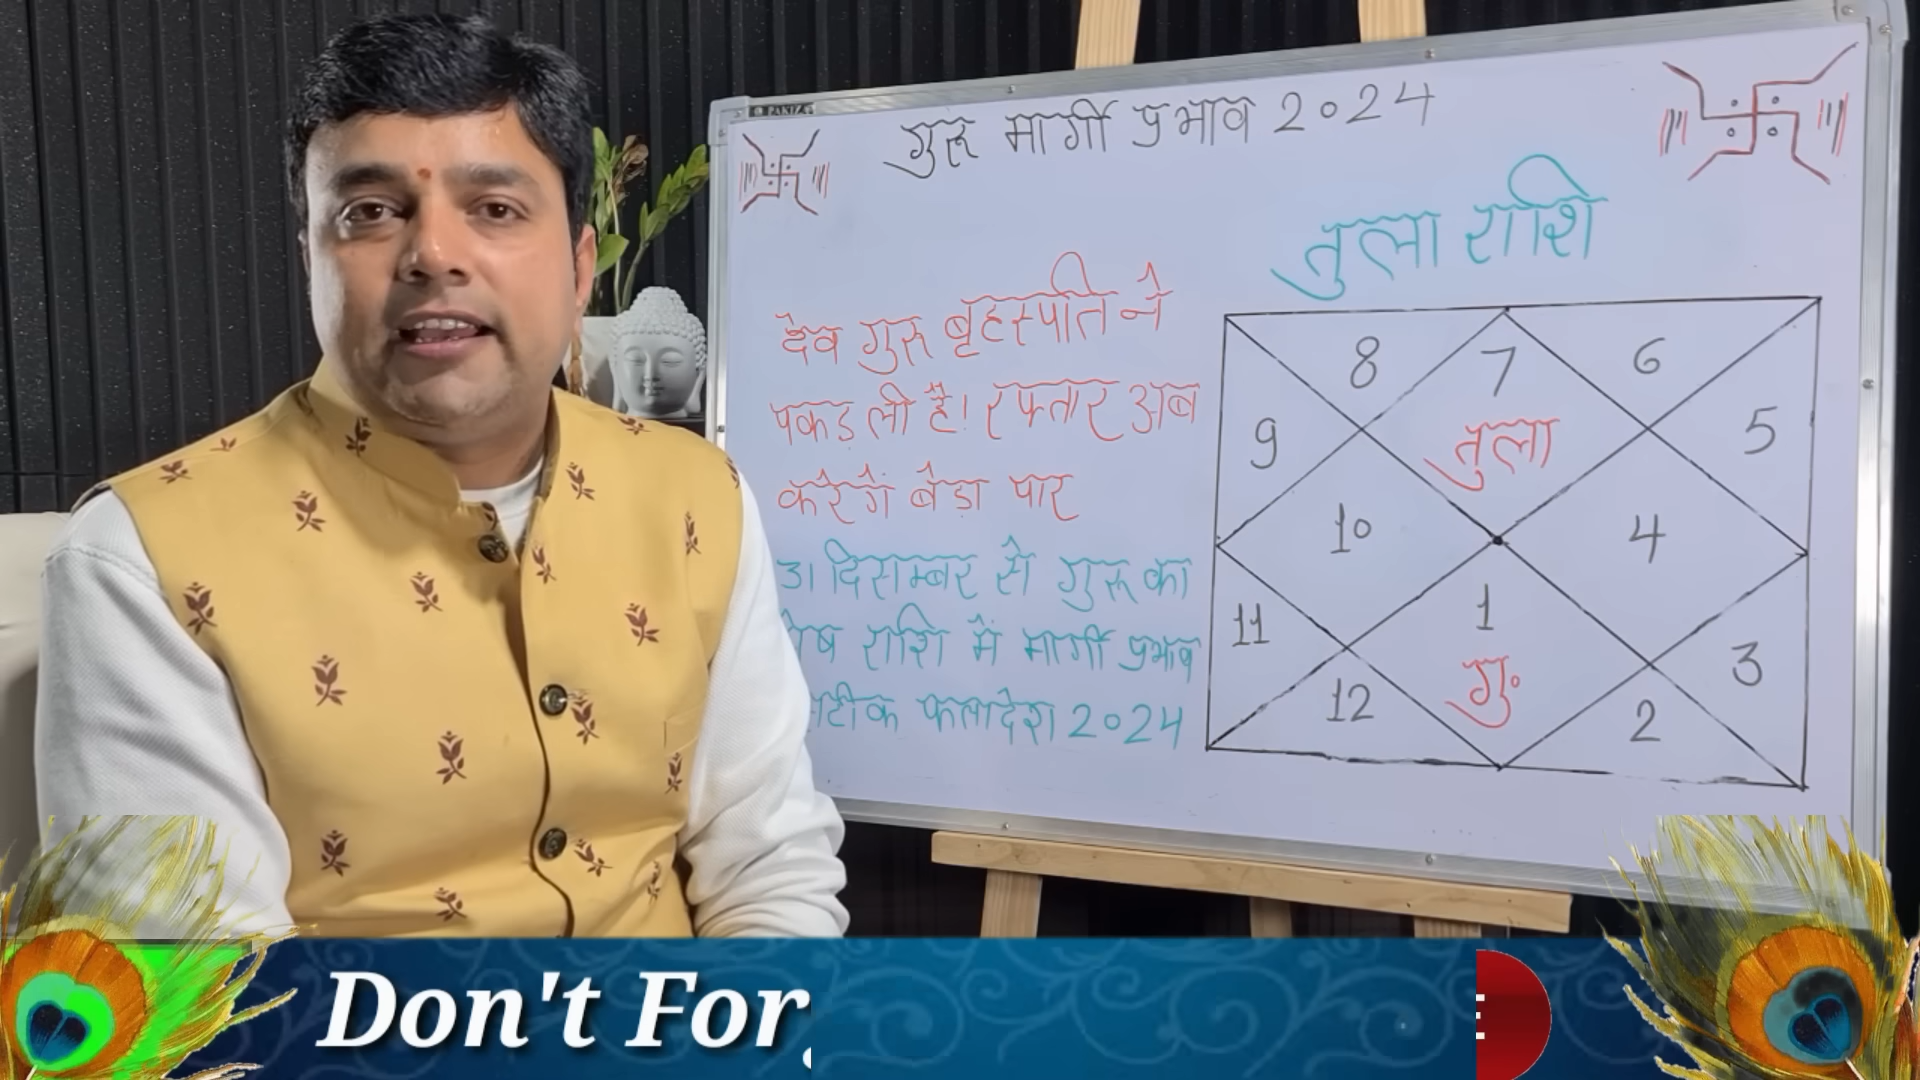 गुरू मार्गी प्रभाव 2024
तुला राशि
देव गुरू बृहस्पति ने
पकड़ ली है। रफ्तार अब
करेगें बेड़ा पार
31 दिसम्बर से गुरू का
राशि में मार्गी प्रभाव
फलादेश 2024
8 7 6
9 तुला 5
10 4
11 1 3
12 गु॰ 2
Don't For